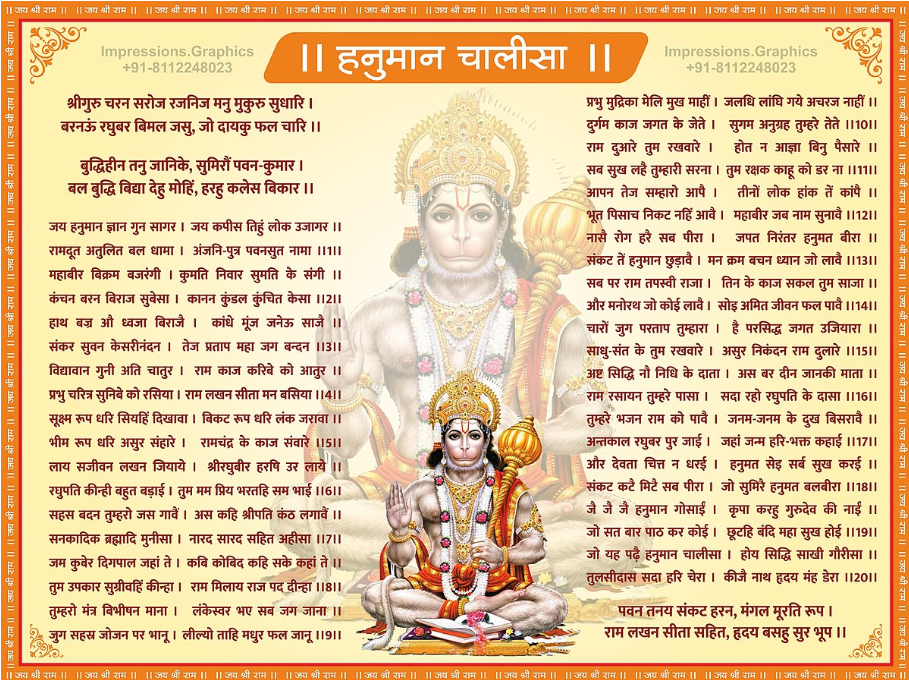 ।। जय श्री राम ।।
Impressions.Graphics
+91-8112248023
।। हनुमान चालीसा ।।
Impressions.Graphics
+91-8112248023
श्रीगुरु चरन सरोज रजनिज मनु मुकुरु सुधारि ।
बरनऊं रघुबर बिमल जसु, जो दायकु फल चारि ।।
बुद्धिहीन तनु जानिके, सुमिरौं पवन-कुमार ।
बल बुद्धि विद्या देहु मोहिं, हरहु कलेस बिकार ।।
जय हनुमान ज्ञान गुन सागर । जय कपीस तिहुं लोक उजागर ।।
रामदूत अतुलित बल धामा । अंजनि-पुत्र पवनसुत नामा ।।1।।
महाबीर बिक्रम बजरंगी । कुमति निवार सुमति के संगी ।।
कंचन बरन बिराज सुबेसा । कानन कुंडल कुंचित केसा ।।2।।
हाथ बज्र औ ध्वजा बिराजै । कांधे मूंज जनेऊ साजै ।।
संकर सुवन केसरीनंदन । तेज प्रताप महा जग बन्दन ।।3।।
विद्यावान गुनी अति चातुर । राम काज करिबे को आतुर ।।
प्रभु चरित्र सुनिबे को रसिया । राम लखन सीता मन बसिया ।।4।।
सूक्ष्म रूप धरि सियहिं दिखावा । बिकट रूप धरि लंक जरावा ।।
भीम रूप धरि असुर संहारे । रामचंद्र के काज संवारे ।।5।।
लाय सजीवन लखन जियाये । श्रीरघुबीर हरषि उर लाये ।।
रघुपति कीन्ही बहुत बड़ाई । तुम मम प्रिय भरतहि सम भाई ।।6।।
सहस बदन तुम्हरो जस गावैं । अस कहि श्रीपति कंठ लगावैं ।।
सनकादिक ब्रह्मादि मुनीसा । नारद सारद सहित अहीसा ।।7।।
जम कुबेर दिगपाल जहां ते । कबि कोबिद कहि सके कहां ते ।।
तुम उपकार सुग्रीवहिं कीन्हा । राम मिलाय राज पद दीन्हा ।।8।।
तुम्हरो मंत्र बिभीषन माना । लंकेस्वर भए सब जग जाना ।।
जुग सहस्र जोजन पर भानू । लील्यो ताहि मधुर फल जानू ।।9।।
प्रभु मुद्रिका मेलि मुख माहीं । जलधि लांघि गये अचरज नाहीं ।।
दुर्गम काज जगत के जेते । सुगम अनुग्रह तुम्हरे तेते ।।10।।
राम दुआरे तुम रखवारे । होत न आज्ञा बिनु पैसारे ।।
सब सुख लहै तुम्हारी सरना । तुम रक्षक काहू को डर ना ।।11।।
आपन तेज सम्हारो आपै । तीनों लोक हांक तें कांपै ।।
भूत पिसाच निकट नहिं आवै । महाबीर जब नाम सुनावै ।।12।।
नासै रोग हरै सब पीरा । जपत निरंतर हनुमत बीरा ।।
संकट तें हनुमान छुड़ावै । मन क्रम बचन ध्यान जो लावै ।।13।।
सब पर राम तपस्वी राजा । तिन के काज सकल तुम साजा ।।
और मनोरथ जो कोई लावै । सोइ अमित जीवन फल पावै ।।14।।
चारों जुग परताप तुम्हारा । है परसिद्ध जगत उजियारा ।।
साधु-संत के तुम रखवारे । असुर निकंदन राम दुलारे ।।15।।
अष्ट सिद्धि नौ निधि के दाता । अस बर दीन जानकी माता ।।
राम रसायन तुम्हरे पासा । सदा रहो रघुपति के दासा ।।16।।
तुम्हरे भजन राम को पावै । जनम-जनम के दुख बिसरावै ।।
अन्तकाल रघुबर पुर जाई । जहां जन्म हरि-भक्त कहाई ।।17।।
और देवता चित्त न धरई । हनुमत सेइ सर्ब सुख करई ।।
संकट कटै मिटै सब पीरा । जो सुमिरै हनुमत बलबीरा ।।18।।
जै जै जै हनुमान गोसाईं । कृपा करहु गुरुदेव की नाईं ।।
जो सत बार पाठ कर कोई । छूटहि बंदि महा सुख होई ।।19।।
जो यह पढ़ै हनुमान चालीसा । होय सिद्धि साखी गौरीसा ।।
तुलसीदास सदा हरि चेरा । कीजै नाथ हृदय मंह डेरा ।।20।।
पवन तनय संकट हरन, मंगल मूरति रूप ।
राम लखन सीता सहित, हृदय बसहु सुर भूप ।।